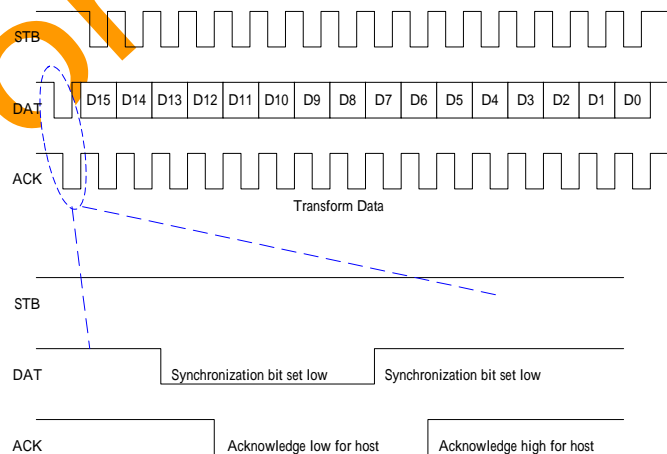 STB
DAT D15 D14 D13 D12 D11 D10 D9 D8 D7 D6 D5 D4 D3 D2 D1 D0
ACK
Transform Data
STB
DAT Synchronization bit set low Synchronization bit set low
ACK Acknowledge low for host Acknowledge high for host